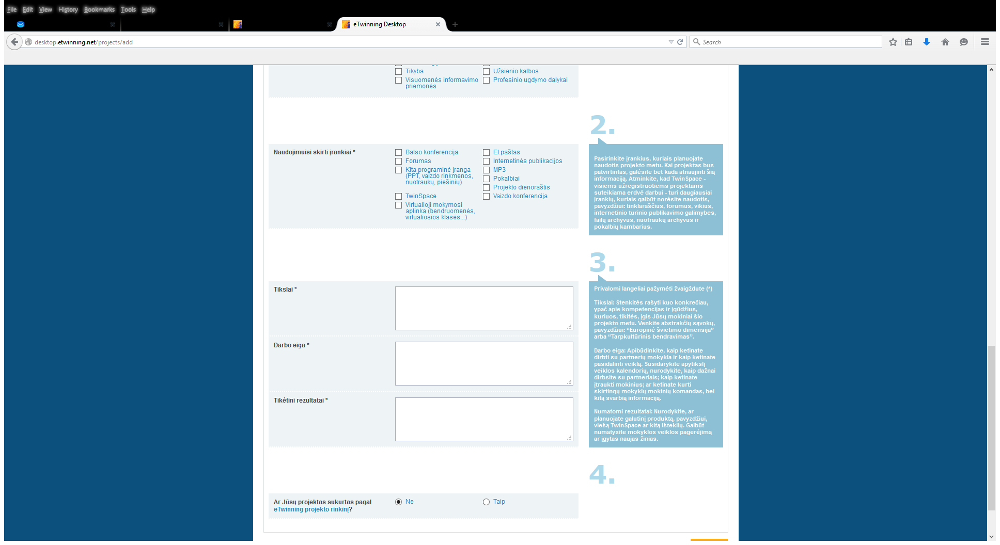 File Edit View History Bookmarks Tools Help
eTwinning Desktop
desktop.etwinning.net/projects/add
Search
Tikyba
Užsienio kalbos
Visuomenės informavimo
priemonės
Profesinio ugdymo dalykai
2.
Naudojimuisi skirti įrankiai *
Balso konferencija
Forumas
Kita programinė įranga
(PPT, vaizdo rinkmenos,
nuotraukų, piešinių)
TwinSpace
Virtualioji mokymosi
aplinka (bendruomenės,
virtualiosios klasės...)
El.paštas
Internetinės publikacijos
MP3
Pokalbiai
Projekto dienoraštis
Vaizdo konferencija
Pasirinkite įrankius, kuriais planuojate
naudotis projekto metu. Kai projektas bus
patvirtintas, galėsite bet kada atnaujinti šią
informaciją. Atminkite, kad TwinSpace -
visiems užregistruotiems projektams
suteikiama erdvė darbui - turi daugiausiai
įrankių, kuriais galbūt norėsite naudotis,
pavyzdžiui: tinklaraščius, forumus, vikius,
internetinio turinio publikavimo galimybes,
failų archyvus, nuotraukų archyvus ir
pokalbių kambarius.
3.
Tikslai *
Darbo eiga *
Tikėtini rezultatai *
Privalomi langeliai pažymėti žvaigždute (*)
Tikslai: Stenkitės rašyti kuo konkrečiau,
ypač apie kompetencijas ir įgūdžius,
kuriuos, tikitės, įgis Jūsų mokiniai šio
projekto metu. Venkite abstrakčių sąvokų,
pavyzdžiui: “Europinė švietimo dimensija”
arba “Tarpkultūrinis bendravimas”.
Darbo eiga: Apibūdinkite, kaip ketinate
dirbti su partnerių mokykla ir kaip ketinate
pasidalinti veiklą. Susidarykite apytikslį
veiklos kalendorių, nurodykite, kaip dažnai
dirbsite su partneriais; kaip ketinate
įtraukti mokinius; ar ketinate kurti
skirtingų mokyklų mokinių komandas, bei
kitą svarbią informaciją.
Numatomi rezultatai: Nurodykite, ar
planuojate galutinį produktą, pavyzdžiui,
viešą TwinSpace ar kitą išteklių. Galbūt
numatysite mokyklos veiklos pagerėjimą
ar įgytas naujas žinias.
4.
Ar Jūsų projektas sukurtas pagal
eTwinning projekto rinkinį?
Ne
Taip